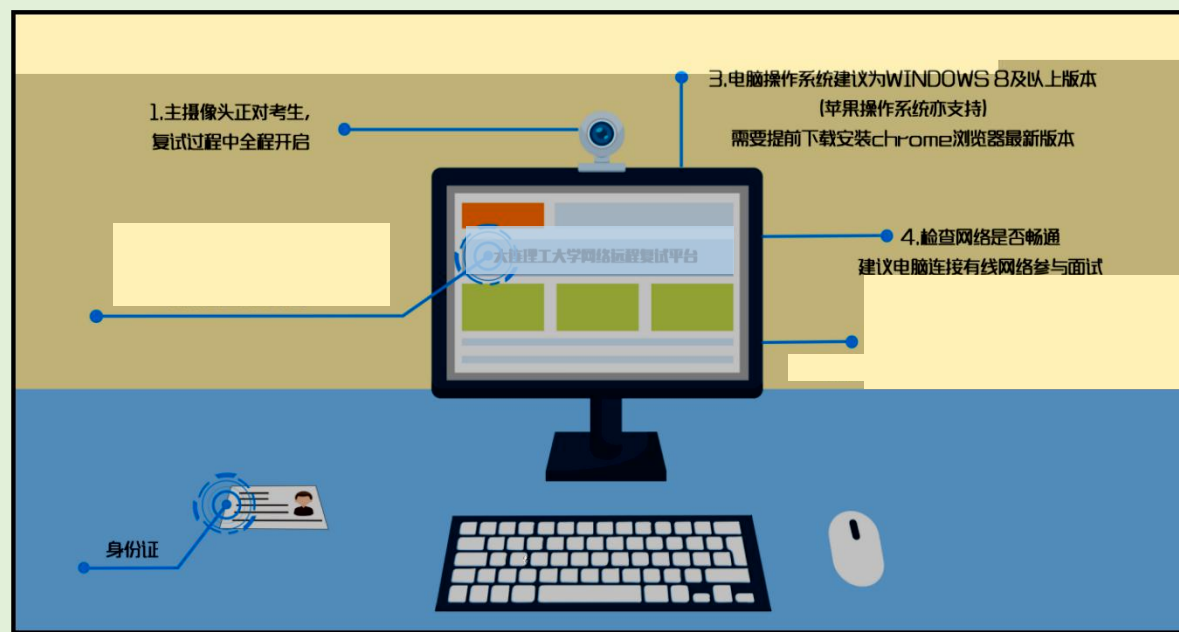 1.主摄像头正对考生,
复试过程中全程开启
3.电脑操作系统建议为WINDOWS 8及以上版本
(苹果操作系统亦支持)
需要提前下载安装chrome浏览器最新版本
大连理工大学网络远程复试平台
4.检查网络是否畅通
建议电脑连接有线网络参与面试
身份证